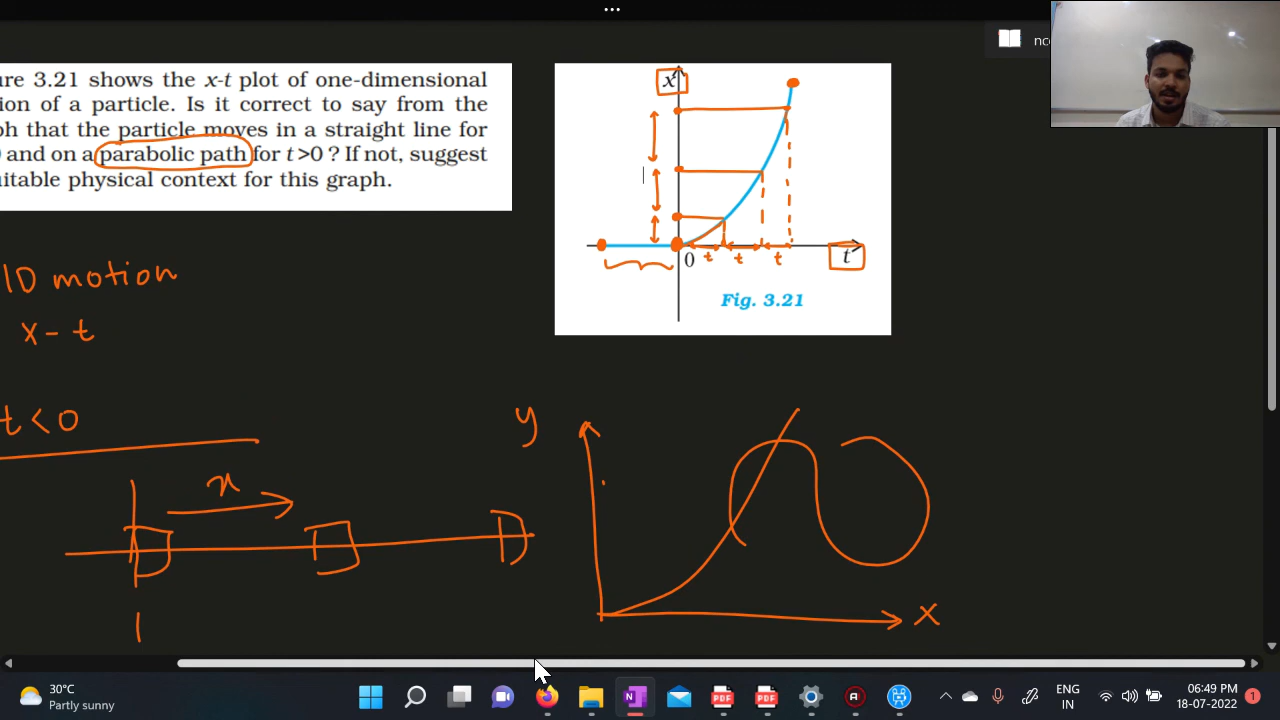 ...
nc
ure 3.21 shows the x-t plot of one-dimensional
ion of a particle. Is it correct to say from the
ph that the particle moves in a straight line for
and on a parabolic path for t >0 ? If not, suggest
uitable physical context for this graph.
x
0
t
t
t
t
Fig. 3.21
1D motion
x - t
t < 0
x
y
x
30°C
Partly sunny
ENG
IN
06:49 PM
18-07-2022
1